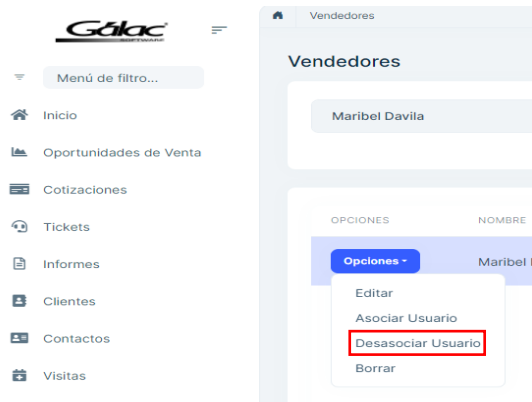 Gálac
SOFTWARE
Menú de filtro...
Inicio
Oportunidades de Venta
Cotizaciones
Tickets
Informes
Clientes
Contactos
Visitas
Vendedores
Vendedores
Maribel Davila
OPCIONES NOMBRE
Opciones Maribel
Editar
Asociar Usuario
Desasociar Usuario
Borrar